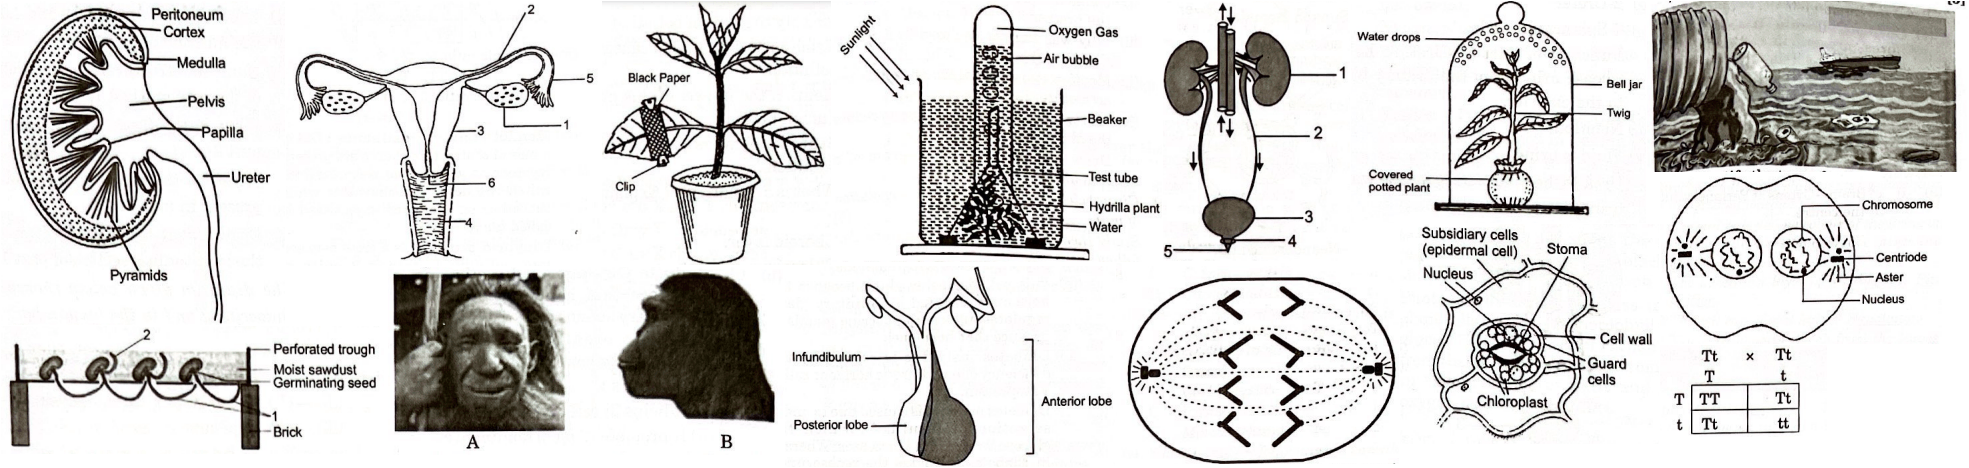 Peritoneum
Cortex
Medulla
Pelvis
Papilla
Ureter
Pyramids
2
5
1
3
6
4
Black Paper
Clip
Sunlight
Oxygen Gas
Air bubble
Beaker
Test tube
Hydrilla plant
Water
1
2
3
4
5
Water drops
Bell jar
Twig
Covered
potted plant
Chromosome
Centriode
Aster
Nucleus
2
Perforated trough
Moist sawdust
Germinating seed
1
Brick
A
B
Infundibulum
Posterior lobe
Anterior lobe
Subsidiary cells
(epidermal cell)
Stoma
Nucleus
Cell wall
Guard
cells
Chloroplast
Tt × Tt
T t
T TT Tt
t Tt tt